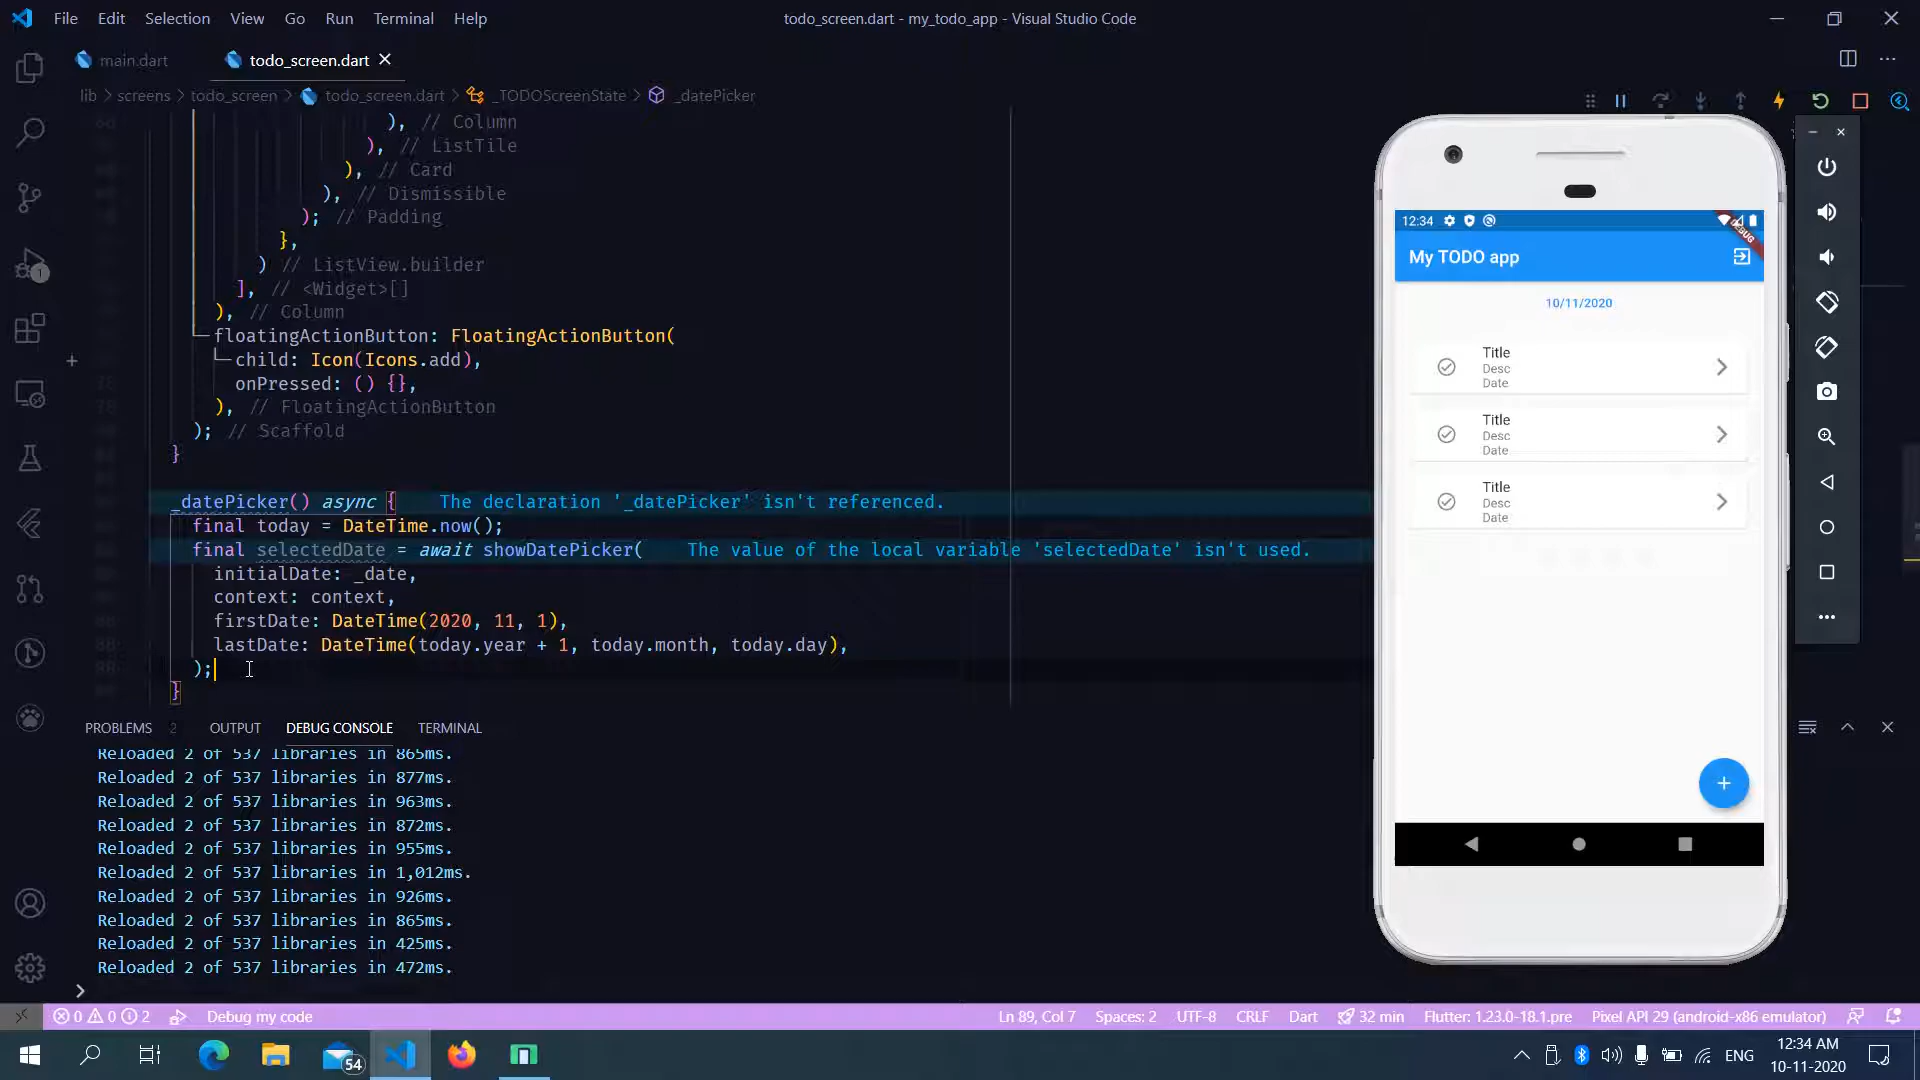 File Edit Selection View Go Run Terminal Help
todo_screen.dart - my_todo_app - Visual Studio Code
main.dart
todo_screen.dart
lib > screens > todo_screen > todo_screen.dart > _TODOScreenState > _datePicker
), // Column
), // ListTile
), // Card
), // Dismissible
); // Padding
},
) // ListView.builder
], // <Widget>[]
), // Column
floatingActionButton: FloatingActionButton(
child: Icon(Icons.add),
onPressed: () {},
), // FloatingActionButton
); // Scaffold
}
_datePicker() async { The declaration '_datePicker' isn't referenced.
final today = DateTime.now();
final selectedDate = await showDatePicker( The value of the local variable 'selectedDate' isn't used.
initialDate: _date,
context: context,
firstDate: DateTime(2020, 11, 1),
lastDate: DateTime(today.year + 1, today.month, today.day),
);
}
12:34
DEBUG
My TODO app
10/11/2020
Title
Desc
Date
Title
Desc
Date
Title
Desc
Date
PROBLEMS 2 OUTPUT DEBUG CONSOLE TERMINAL
Reloaded 2 of 537 libraries in 865ms.
Reloaded 2 of 537 libraries in 877ms.
Reloaded 2 of 537 libraries in 963ms.
Reloaded 2 of 537 libraries in 872ms.
Reloaded 2 of 537 libraries in 955ms.
Reloaded 2 of 537 libraries in 1,012ms.
Reloaded 2 of 537 libraries in 926ms.
Reloaded 2 of 537 libraries in 865ms.
Reloaded 2 of 537 libraries in 425ms.
Reloaded 2 of 537 libraries in 472ms.
0 0 2 Debug my code
Ln 89, Col 7 Spaces: 2 UTF-8 CRLF Dart 32 min Flutter: 1.23.0-18.1.pre Pixel API 29 (android-x86 emulator)
54
ENG
12:34 AM
10-11-2020